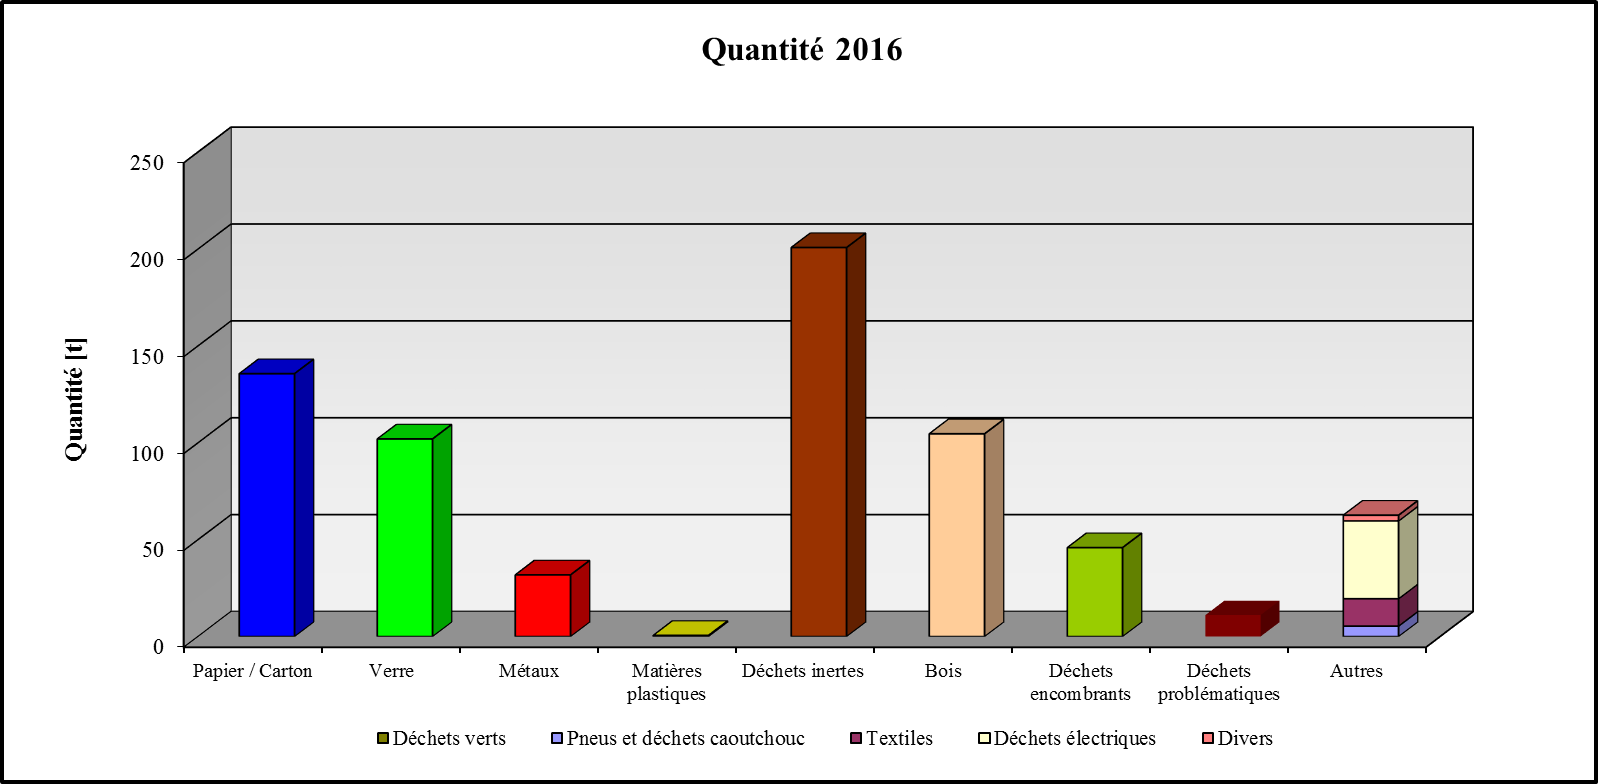 Quantité 2016
Quantité [t]
250
200
150
100
50
0
Papier / Carton
Verre
Métaux
Matières
plastiques
Déchets inertes
Bois
Déchets
encombrants
Déchets
problématiques
Autres
Déchets verts
Pneus et déchets caoutchouc
Textiles
Déchets électriques
Divers